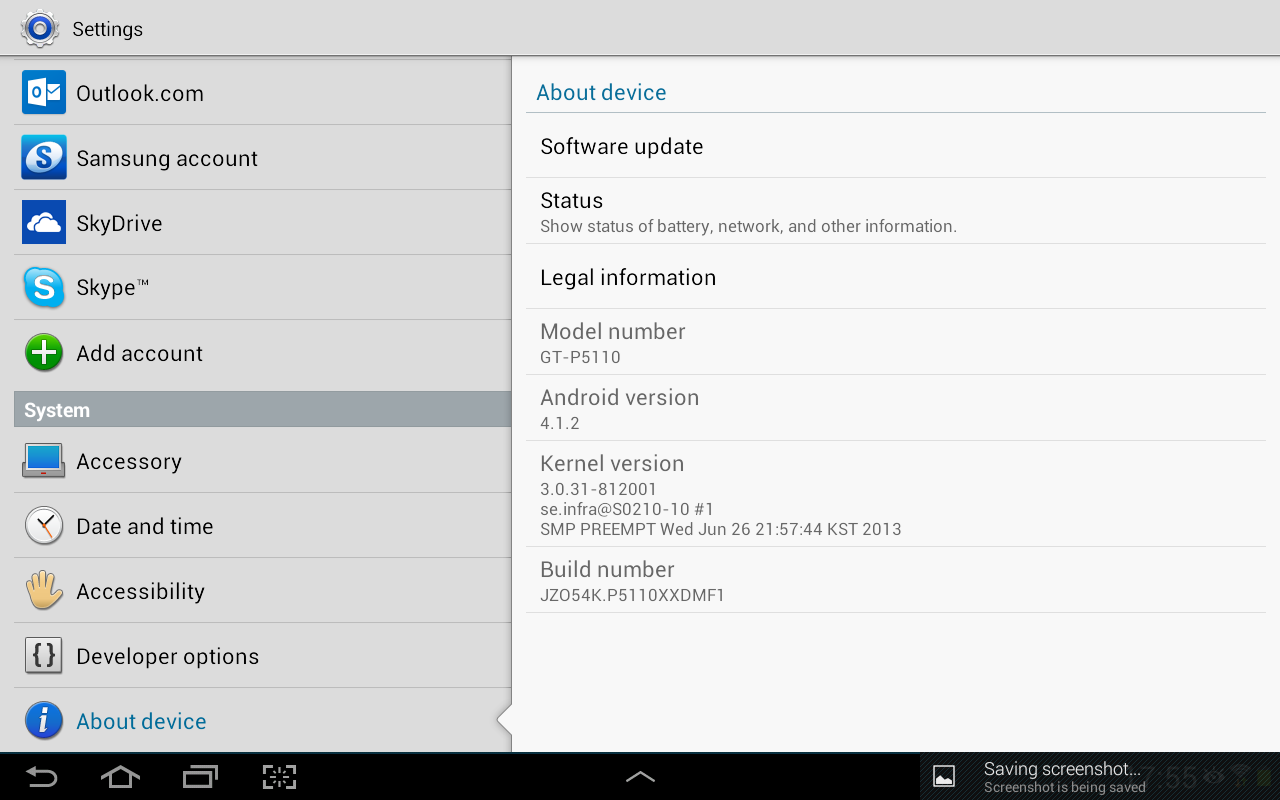 Settings
Outlook.com
Samsung account
SkyDrive
Skype™
Add account
System
Accessory
Date and time
Accessibility
Developer options
About device
About device
Software update
Status
Show status of battery, network, and other information.
Legal information
Model number
GT-P5110
Android version
4.1.2
Kernel version
3.0.31-812001
se.infra@S0210-10 #1
SMP PREEMPT Wed Jun 26 21:57:44 KST 2013
Build number
JZO54K.P5110XXDMF1
Saving screenshot...
Screenshot is being saved